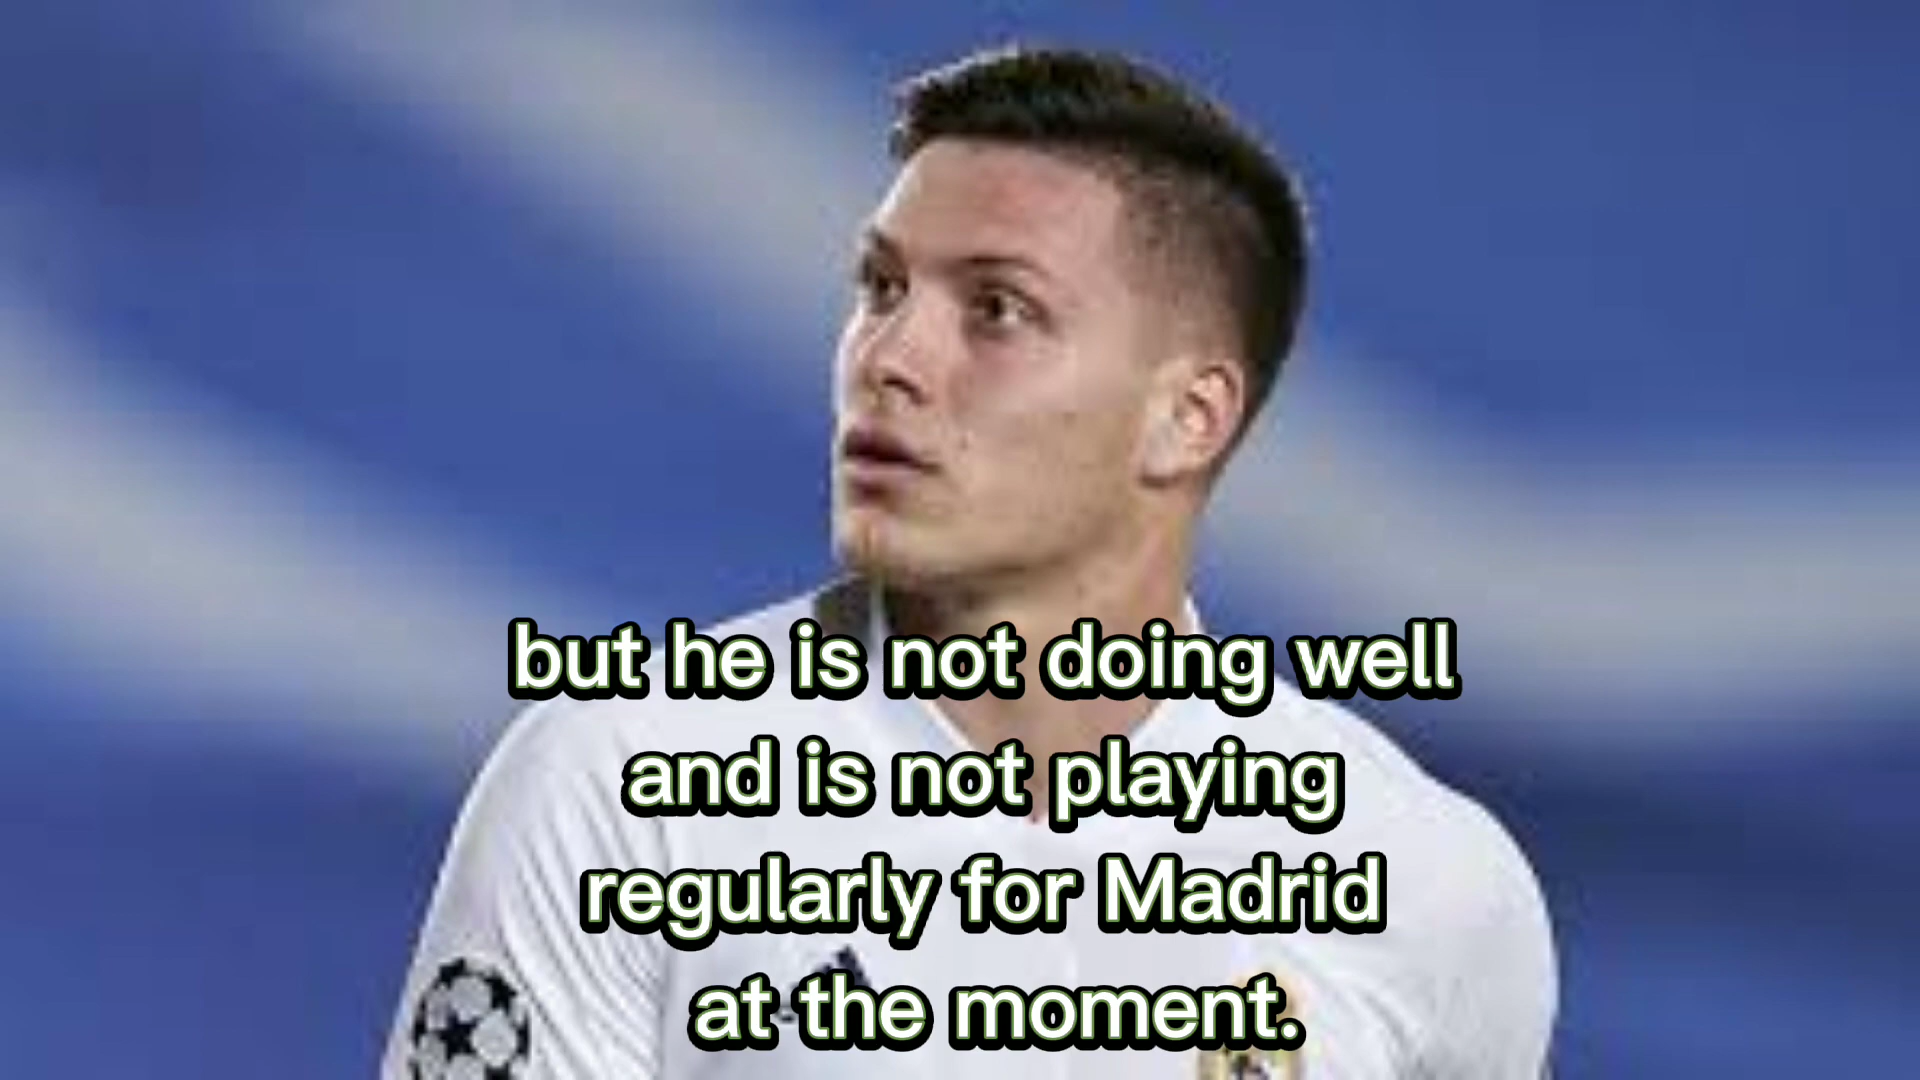 but he is not doing well
and is not playing
regularly for Madrid
at the moment.